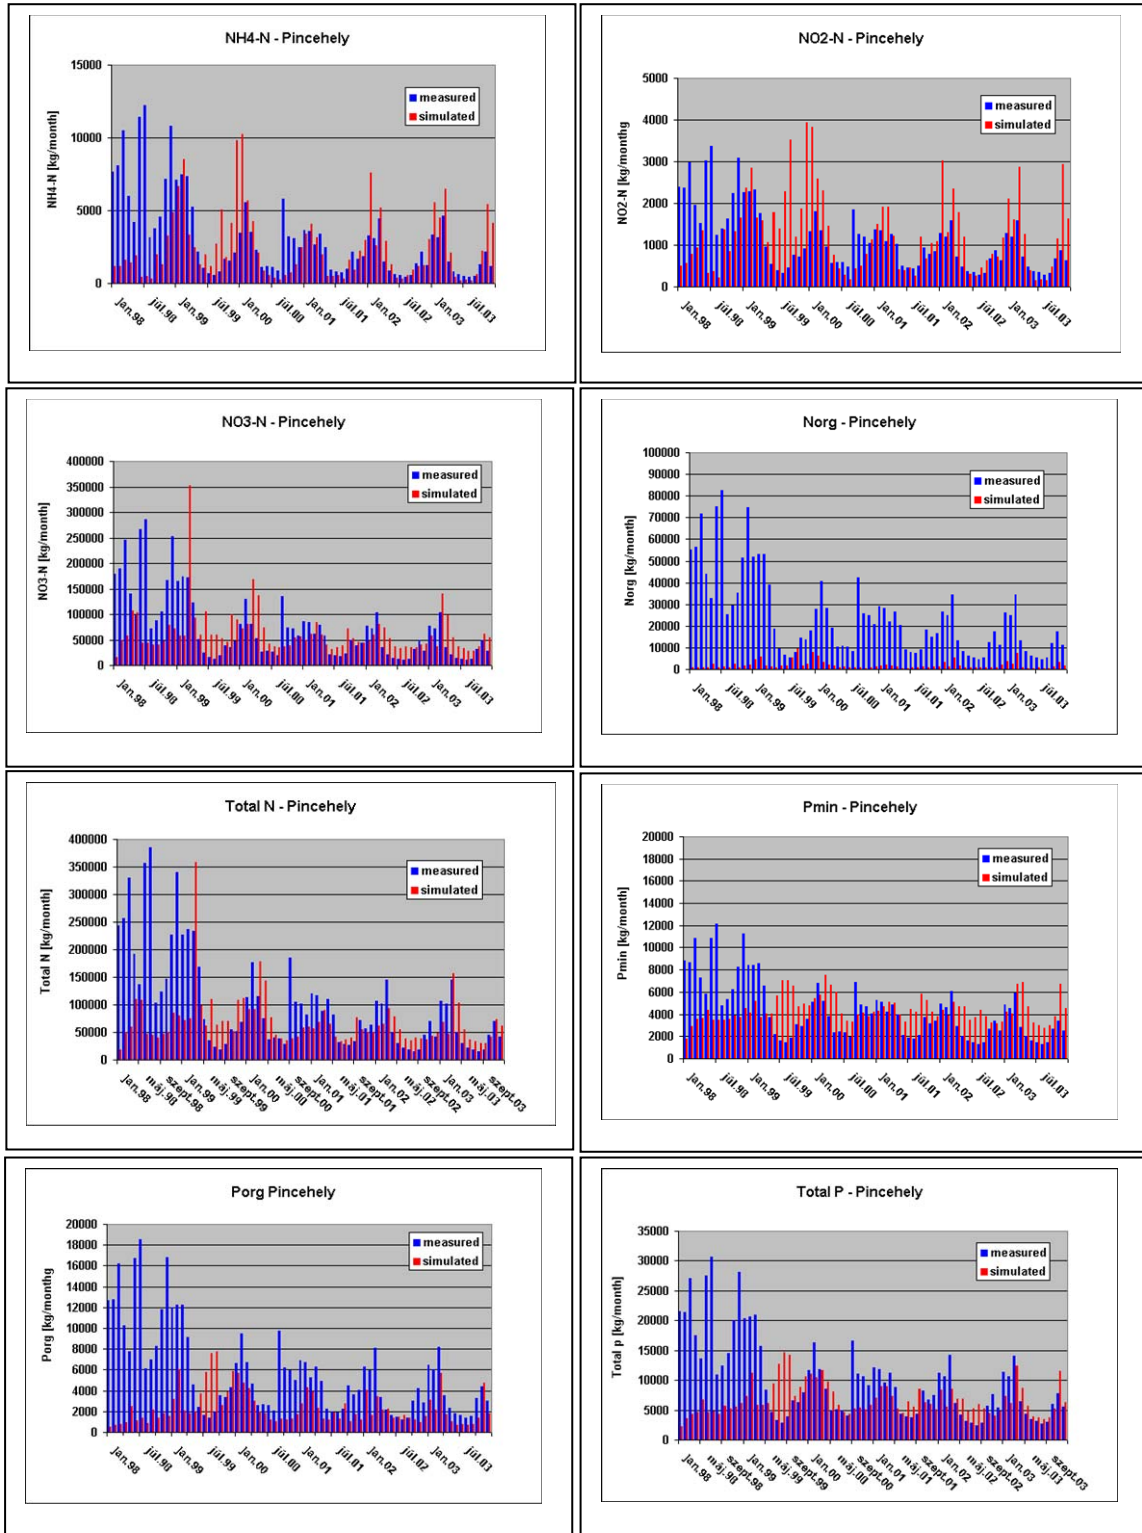 NH4-N - Pincehely
NH4-N [kg/month]
15000
10000
5000
0
measured
simulated
jan.98
júl.98
jan.99
júl.99
jan.00
júl.00
jan.01
júl.01
jan.02
júl.02
jan.03
júl.03
NO2-N - Pincehely
NO2-N [kg/monthg
5000
4000
3000
2000
1000
0
measured
simulated
jan.98
júl.98
jan.99
júl.99
jan.00
júl.00
jan.01
júl.01
jan.02
júl.02
jan.03
júl.03
NO3-N - Pincehely
NO3-N [kg/month]
400000
350000
300000
250000
200000
150000
100000
50000
0
measured
simulated
jan.98
júl.98
jan.99
júl.99
jan.00
júl.00
jan.01
júl.01
jan.02
júl.02
jan.03
júl.03
Norg - Pincehely
Norg [kg/month]
100000
90000
80000
70000
60000
50000
40000
30000
20000
10000
0
measured
simulated
jan.98
júl.98
jan.99
júl.99
jan.00
júl.00
jan.01
júl.01
jan.02
júl.02
jan.03
júl.03
Total N - Pincehely
Total N [kg/month]
400000
350000
300000
250000
200000
150000
100000
50000
0
measured
simulated
jan.98
máj.98
szept.98
jan.99
máj.99
szept.99
jan.00
máj.00
szept.00
jan.01
máj.01
szept.01
jan.02
máj.02
szept.02
jan.03
máj.03
szept.03
Pmin - Pincehely
Pmin [kg/month]
20000
18000
16000
14000
12000
10000
8000
6000
4000
2000
0
measured
simulated
jan.98
júl.98
jan.99
júl.99
jan.00
júl.00
jan.01
júl.01
jan.02
júl.02
jan.03
júl.03
Porg Pincehely
Porg [kg/monthg
20000
18000
16000
14000
12000
10000
8000
6000
4000
2000
0
measured
simulated
jan.98
júl.98
jan.99
júl.99
jan.00
júl.00
jan.01
júl.01
jan.02
júl.02
jan.03
júl.03
Total P - Pincehely
Total p [kg/month]
35000
30000
25000
20000
15000
10000
5000
0
measured
simulated
jan.98
máj.98
szept.98
jan.99
máj.99
szept.99
jan.00
máj.00
szept.00
jan.01
máj.01
szept.01
jan.02
máj.02
szept.02
jan.03
máj.03
szept.03